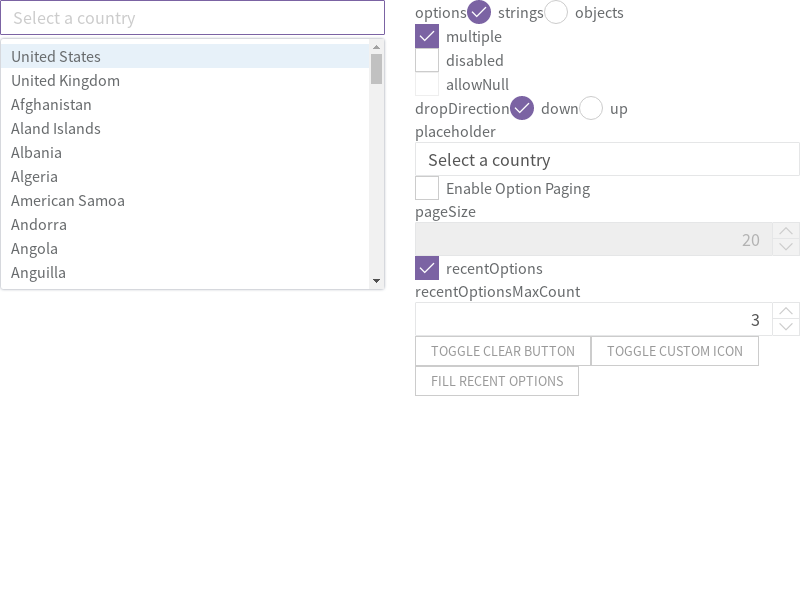 Select a country
United States
United Kingdom
Afghanistan
Aland Islands
Albania
Algeria
American Samoa
Andorra
Angola
Anguilla
options strings objects
multiple
disabled
allowNull
dropDirection down up
placeholder
Select a country
Enable Option Paging
pageSize
20
recentOptions
recentOptionsMaxCount
3
TOGGLE CLEAR BUTTON TOGGLE CUSTOM ICON
FILL RECENT OPTIONS